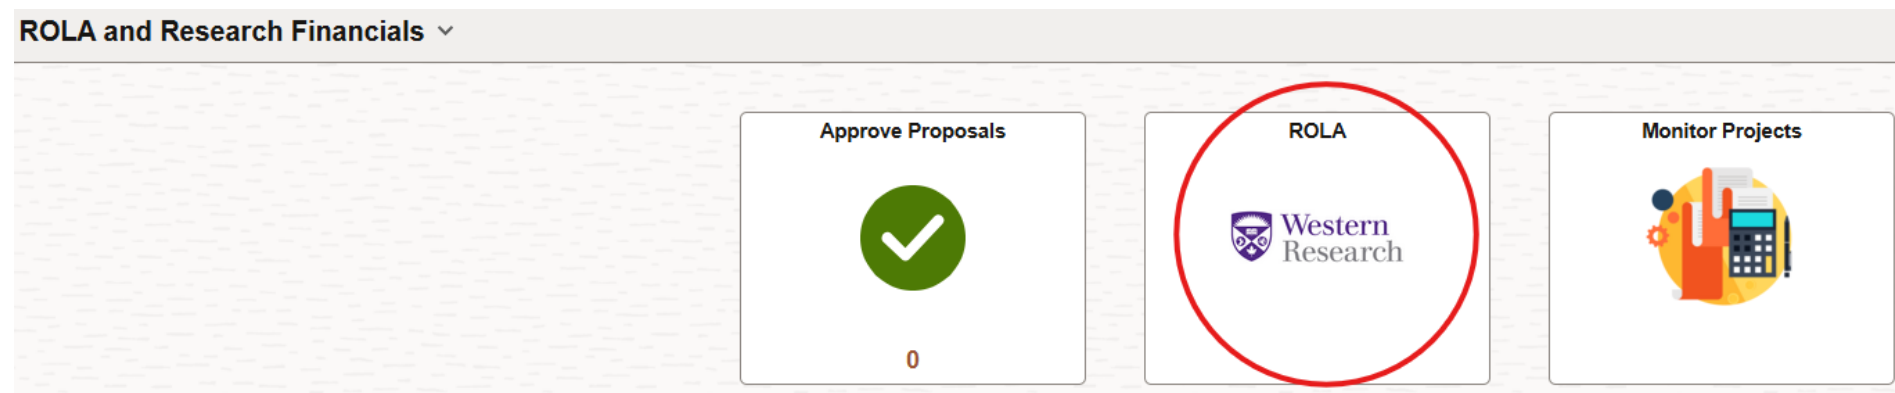 ROLA and Research Financials
Approve Proposals
0
ROLA
Western
Research
Monitor Projects